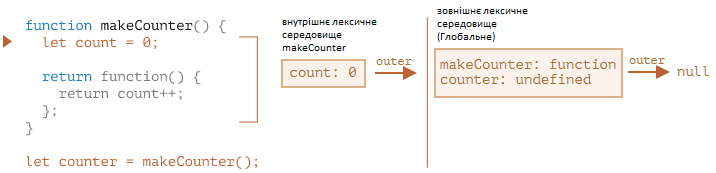 function makeCounter() {
let count = 0;
return function() {
return count++;
};
}
let counter = makeCounter();
внутрішнє лексичне
середовище
makeCounter
count: 0
outer
зовнішнє лексичне
середовище
(Глобальне)
makeCounter: function
counter: undefined
outer
null